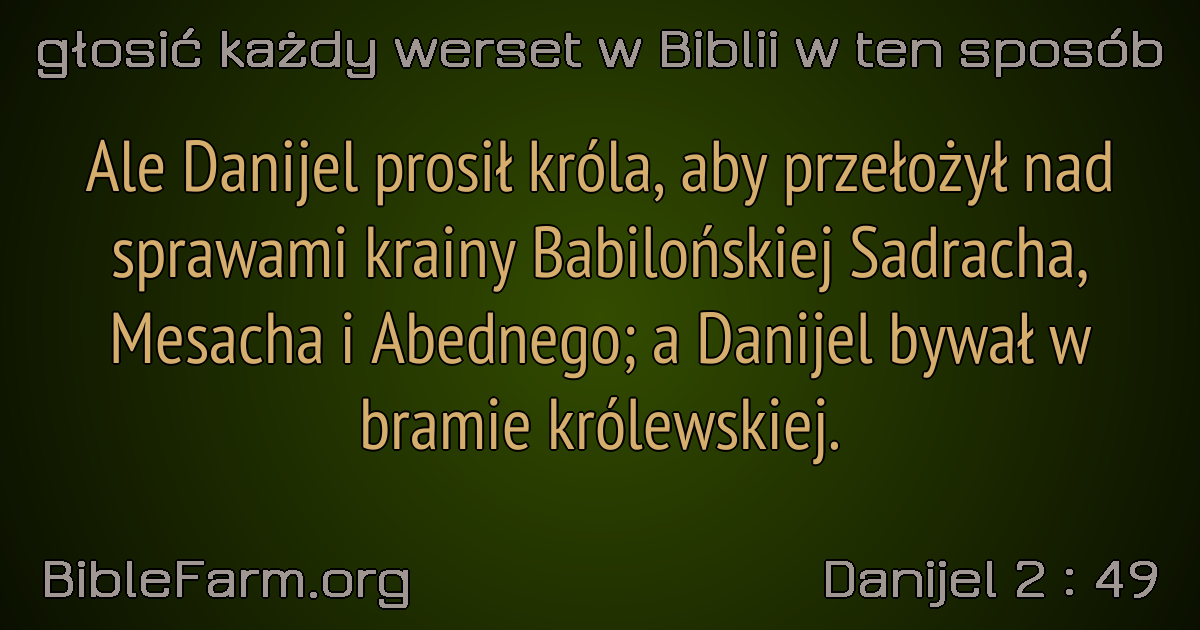 głosić każdy werset w Biblii w ten sposób
Ale Danijel prosił króla, aby przełożył nad
sprawami krainy Babilońskiej Sadracha,
Mesacha i Abednego; a Danijel bywał w
bramie królewskiej.
BibleFarm.org
Danijel 2 : 49